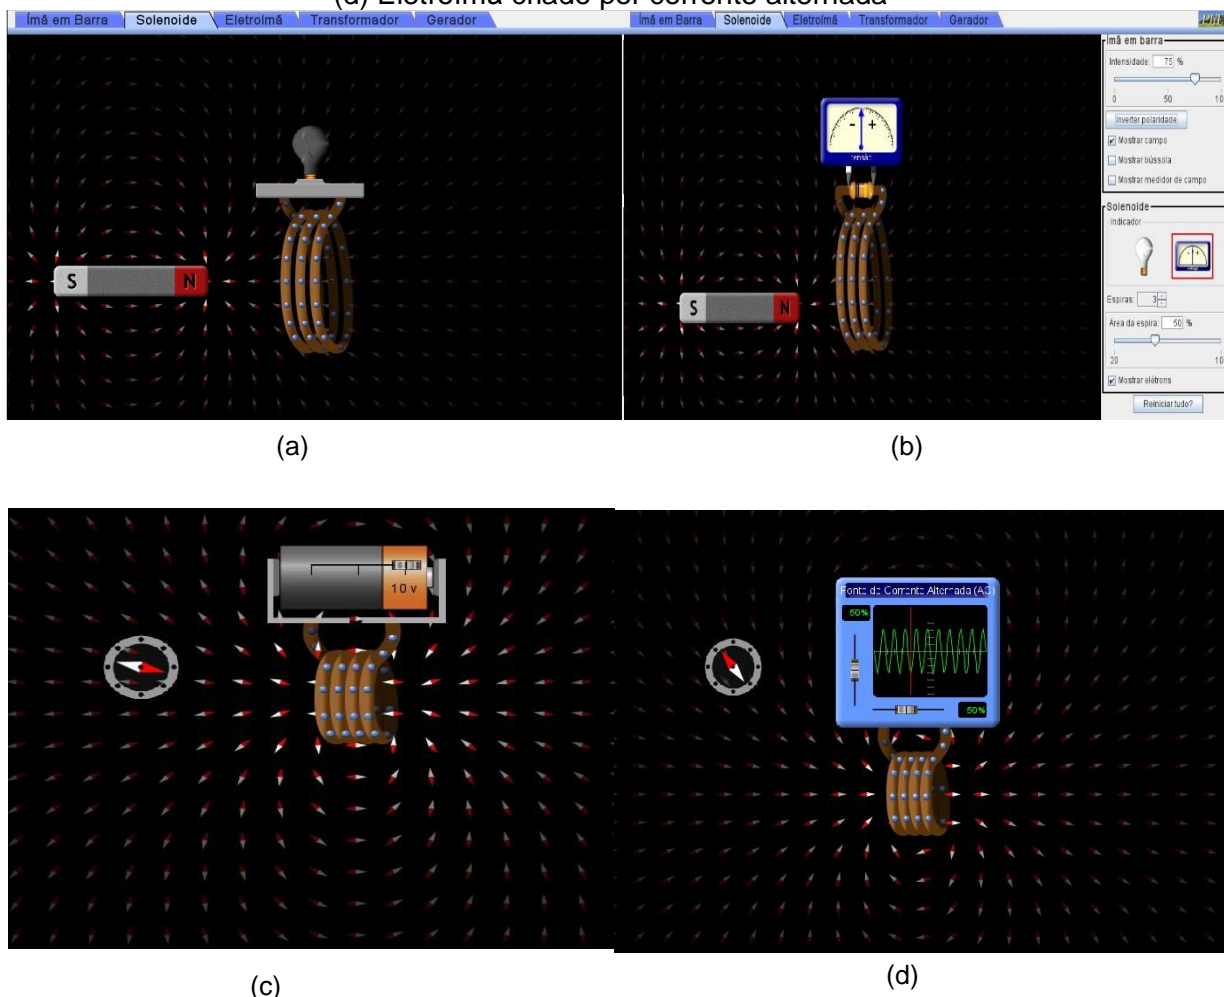 (d) Eletroímã criado por corrente alternada
Ímã em Barra Solenoide Eletroímã Transformador Gerador
S N
(a)
Ímã em Barra Solenoide Eletroímã Transformador Gerador
- +
tensão
S N
Ímã em barra
Intensidade: 75 %
0 50 10
Inverter polaridade
Mostrar campo
Mostrar bússola
Mostrar medidor de campo
Solenoide
Indicador
Espiras: 3
Área da espira: 50 %
20 10
Mostrar elétrons
Reiniciar tudo?
(b)
10 v
(c)
Fonte de Corrente Alternada (AC)
50%
50%
(d)